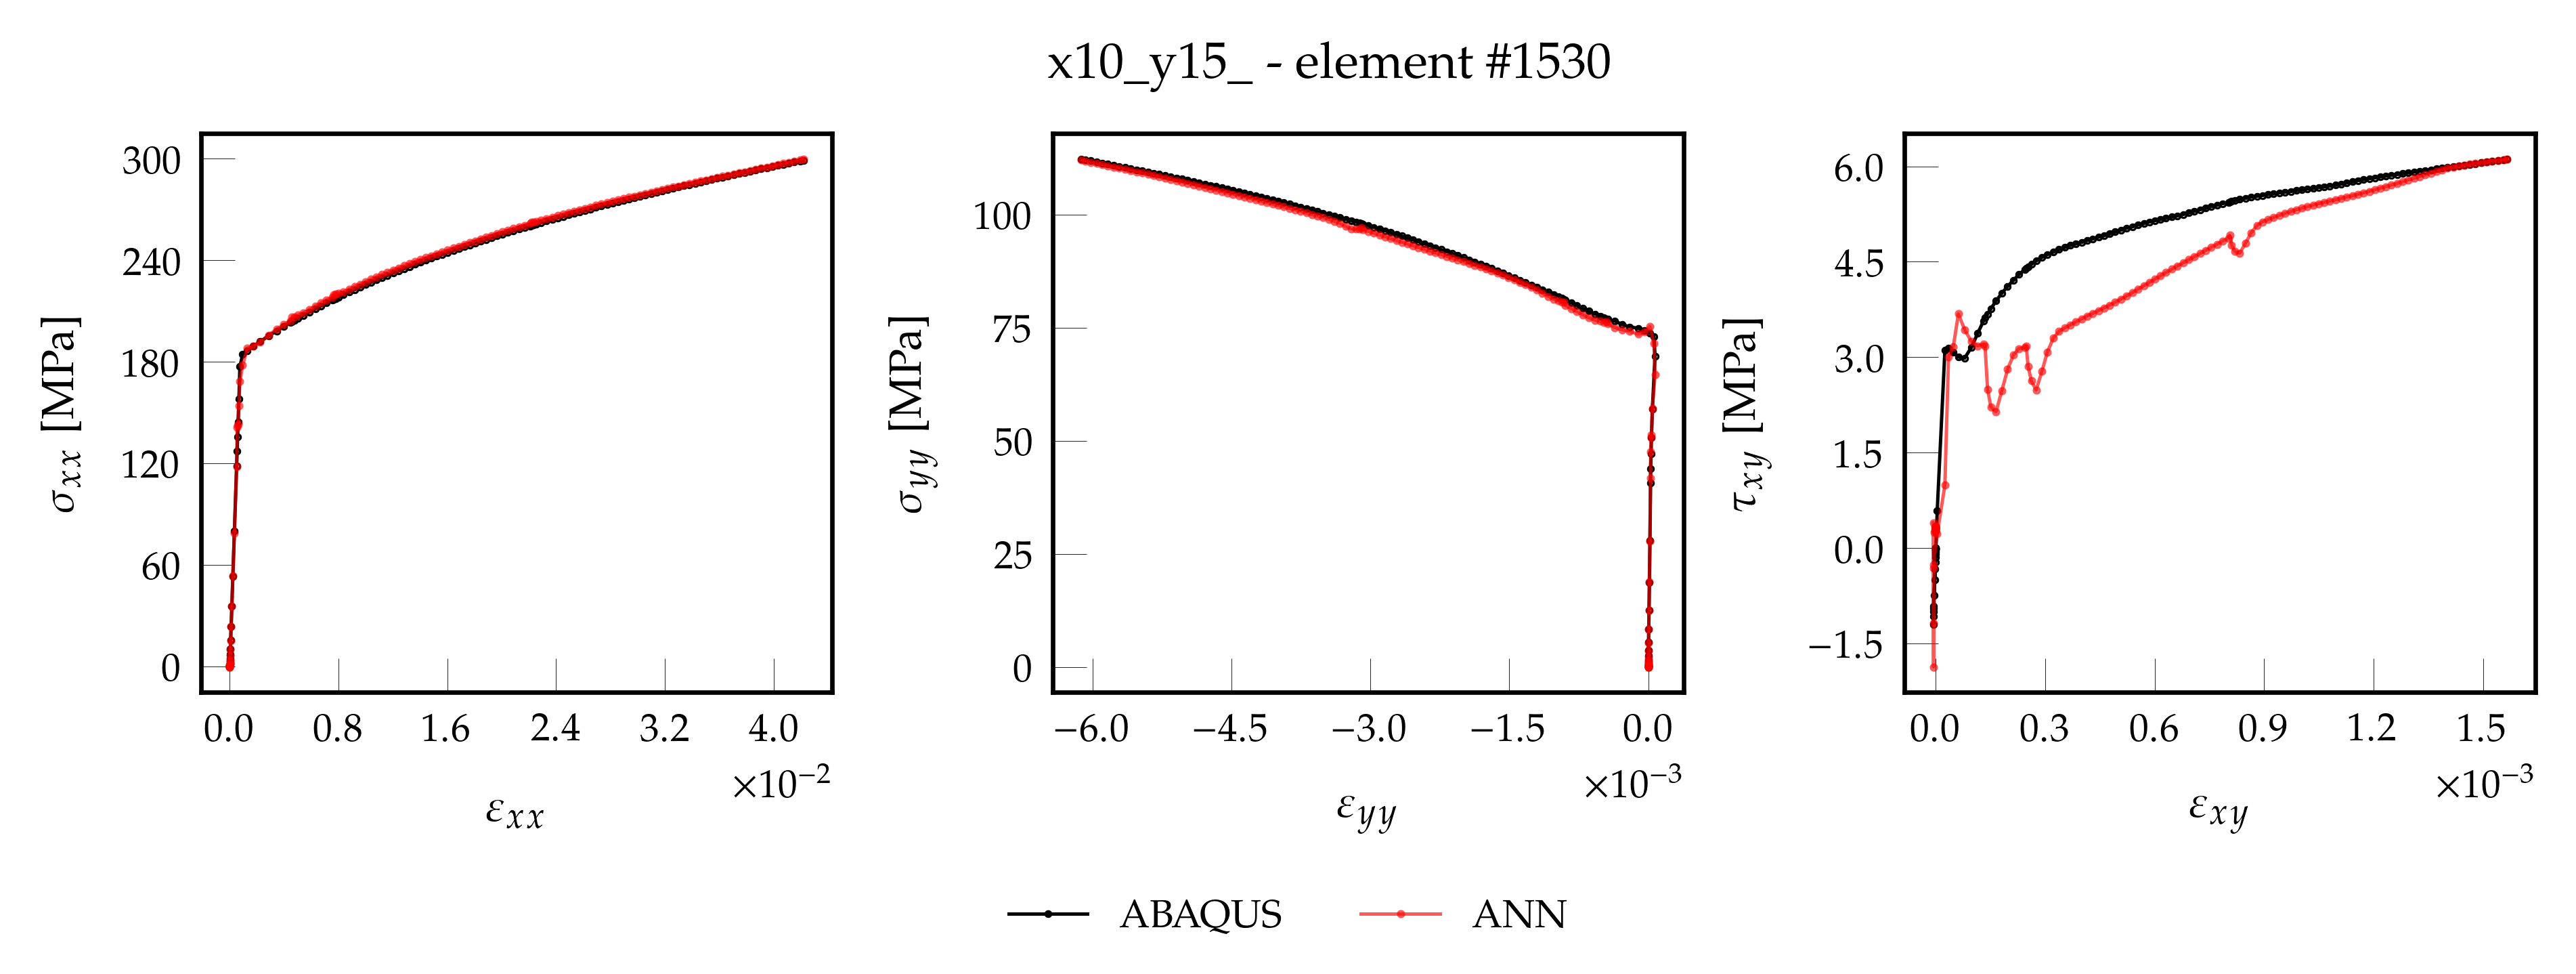 x10_y15_ - element #1530
σxx [MPa]
300
240
180
120
60
0
0.0 0.8 1.6 2.4 3.2 4.0
×10−2
εxx
σyy [MPa]
100
75
50
25
0
−6.0 −4.5 −3.0 −1.5 0.0
×10−3
εyy
τxy [MPa]
6.0
4.5
3.0
1.5
0.0
−1.5
0.0 0.3 0.6 0.9 1.2 1.5
×10−3
εxy
ABAQUS ANN